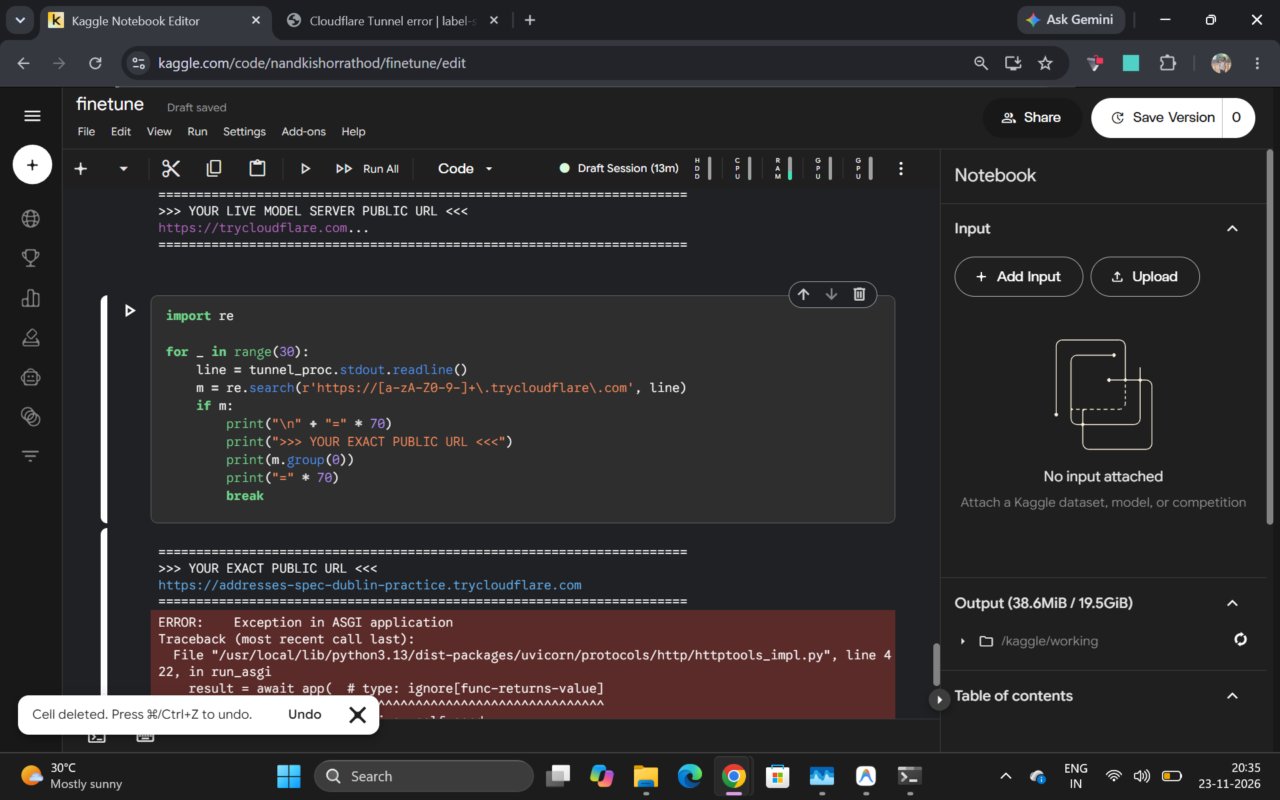 Kaggle Notebook Editor
Cloudflare Tunnel error | label-s
Ask Gemini
kaggle.com/code/nandkishorrathod/finetune/edit
finetune
Draft saved
File Edit View Run Settings Add-ons Help
Share
Save Version 0
Run All
Code
Draft Session (13m)
HDD
CPU
RAM
GPU
GPU
======================================================================
>>> YOUR LIVE MODEL SERVER PUBLIC URL <<<
https://trycloudflare.com...
======================================================================
import re
for _ in range(30):
    line = tunnel_proc.stdout.readline()
    m = re.search(r'https://[a-zA-Z0-9-]+\.trycloudflare\.com', line)
    if m:
        print("\n" + "=" * 70)
        print(">>> YOUR EXACT PUBLIC URL <<<")
        print(m.group(0))
        print("=" * 70)
        break
======================================================================
>>> YOUR EXACT PUBLIC URL <<<
https://addresses-spec-dublin-practice.trycloudflare.com
======================================================================
ERROR:    Exception in ASGI application
Traceback (most recent call last):
  File "/usr/local/lib/python3.13/dist-packages/uvicorn/protocols/http/httptools_impl.py", line 4
22, in run_asgi
    result = await app(  # type: ignore[func-returns-value]
^^^^^^^^^^^^^^^^^^^^^^^^^^^^^^
Cell deleted. Press ⌘/Ctrl+Z to undo.
Undo
Notebook
Input
Add Input
Upload
No input attached
Attach a Kaggle dataset, model, or competition
Output (38.6MiB / 19.5GiB)
/kaggle/working
Table of contents
30°C
Mostly sunny
Search
ENG
IN
20:35
23-11-2026